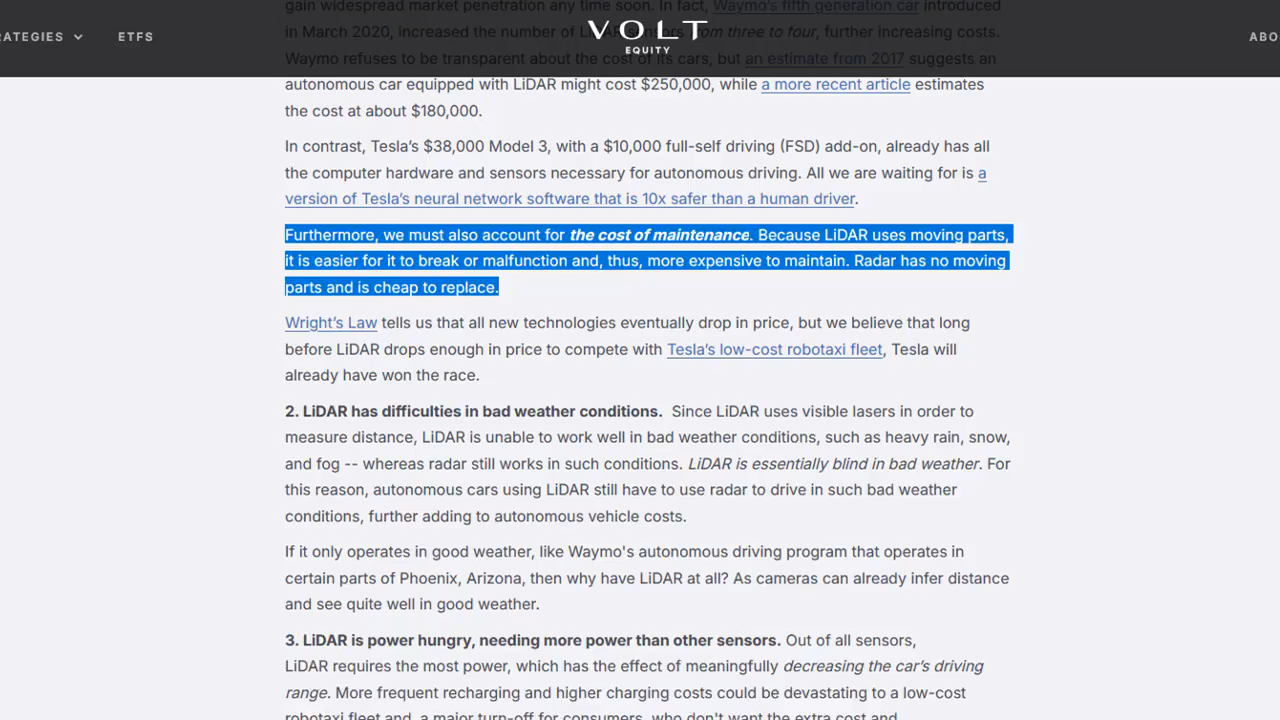 RATEGIES
ETFS
VOLT
EQUITY
ABO
gain widespread market penetration any time soon. In fact, Waymo's fifth generation car introduced
in March 2020, increased the number of LiDAR sensors from three to four, further increasing costs.
Waymo refuses to be transparent about the cost of its cars, but an estimate from 2017 suggests an
autonomous car equipped with LiDAR might cost $250,000, while a more recent article estimates
the cost at about $180,000.
In contrast, Tesla's $38,000 Model 3, with a $10,000 full-self driving (FSD) add-on, already has all
the computer hardware and sensors necessary for autonomous driving. All we are waiting for is a
version of Tesla's neural network software that is 10x safer than a human driver.
Furthermore, we must also account for the cost of maintenance. Because LiDAR uses moving parts,
it is easier for it to break or malfunction and, thus, more expensive to maintain. Radar has no moving
parts and is cheap to replace.
Wright's Law tells us that all new technologies eventually drop in price, but we believe that long
before LiDAR drops enough in price to compete with Tesla's low-cost robotaxi fleet, Tesla will
already have won the race.
2. LiDAR has difficulties in bad weather conditions. Since LiDAR uses visible lasers in order to
measure distance, LiDAR is unable to work well in bad weather conditions, such as heavy rain, snow,
and fog -- whereas radar still works in such conditions. LiDAR is essentially blind in bad weather. For
this reason, autonomous cars using LiDAR still have to use radar to drive in such bad weather
conditions, further adding to autonomous vehicle costs.
If it only operates in good weather, like Waymo's autonomous driving program that operates in
certain parts of Phoenix, Arizona, then why have LiDAR at all? As cameras can already infer distance
and see quite well in good weather.
3. LiDAR is power hungry, needing more power than other sensors. Out of all sensors,
LiDAR requires the most power, which has the effect of meaningfully decreasing the car's driving
range. More frequent recharging and higher charging costs could be devastating to a low-cost
robotaxi fleet and, a major turn-off for consumers, who don't want the extra cost and